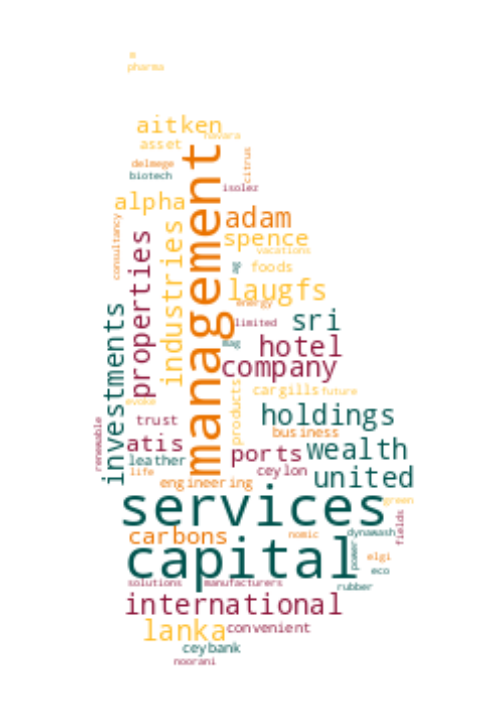 m
pharma
aitken
navara
asset
management
delmege
citrus
biotech
isolez
alpha
adam
consultancy
industries
properties
spence
vacations
ag
foods
laugfs
energy
investments
limited
sri
mag
hotel
company
products
cargills
future
evoke
holdings
renewable
trust
business
atis
ports
wealth
leather
ceylon
life
united
engineering
services
green
fields
carbons
nomic
dynawash
capital
power
elgi
eco
solutions
manufacturers
rubber
international
lanka
convenient
ceybank
noorani